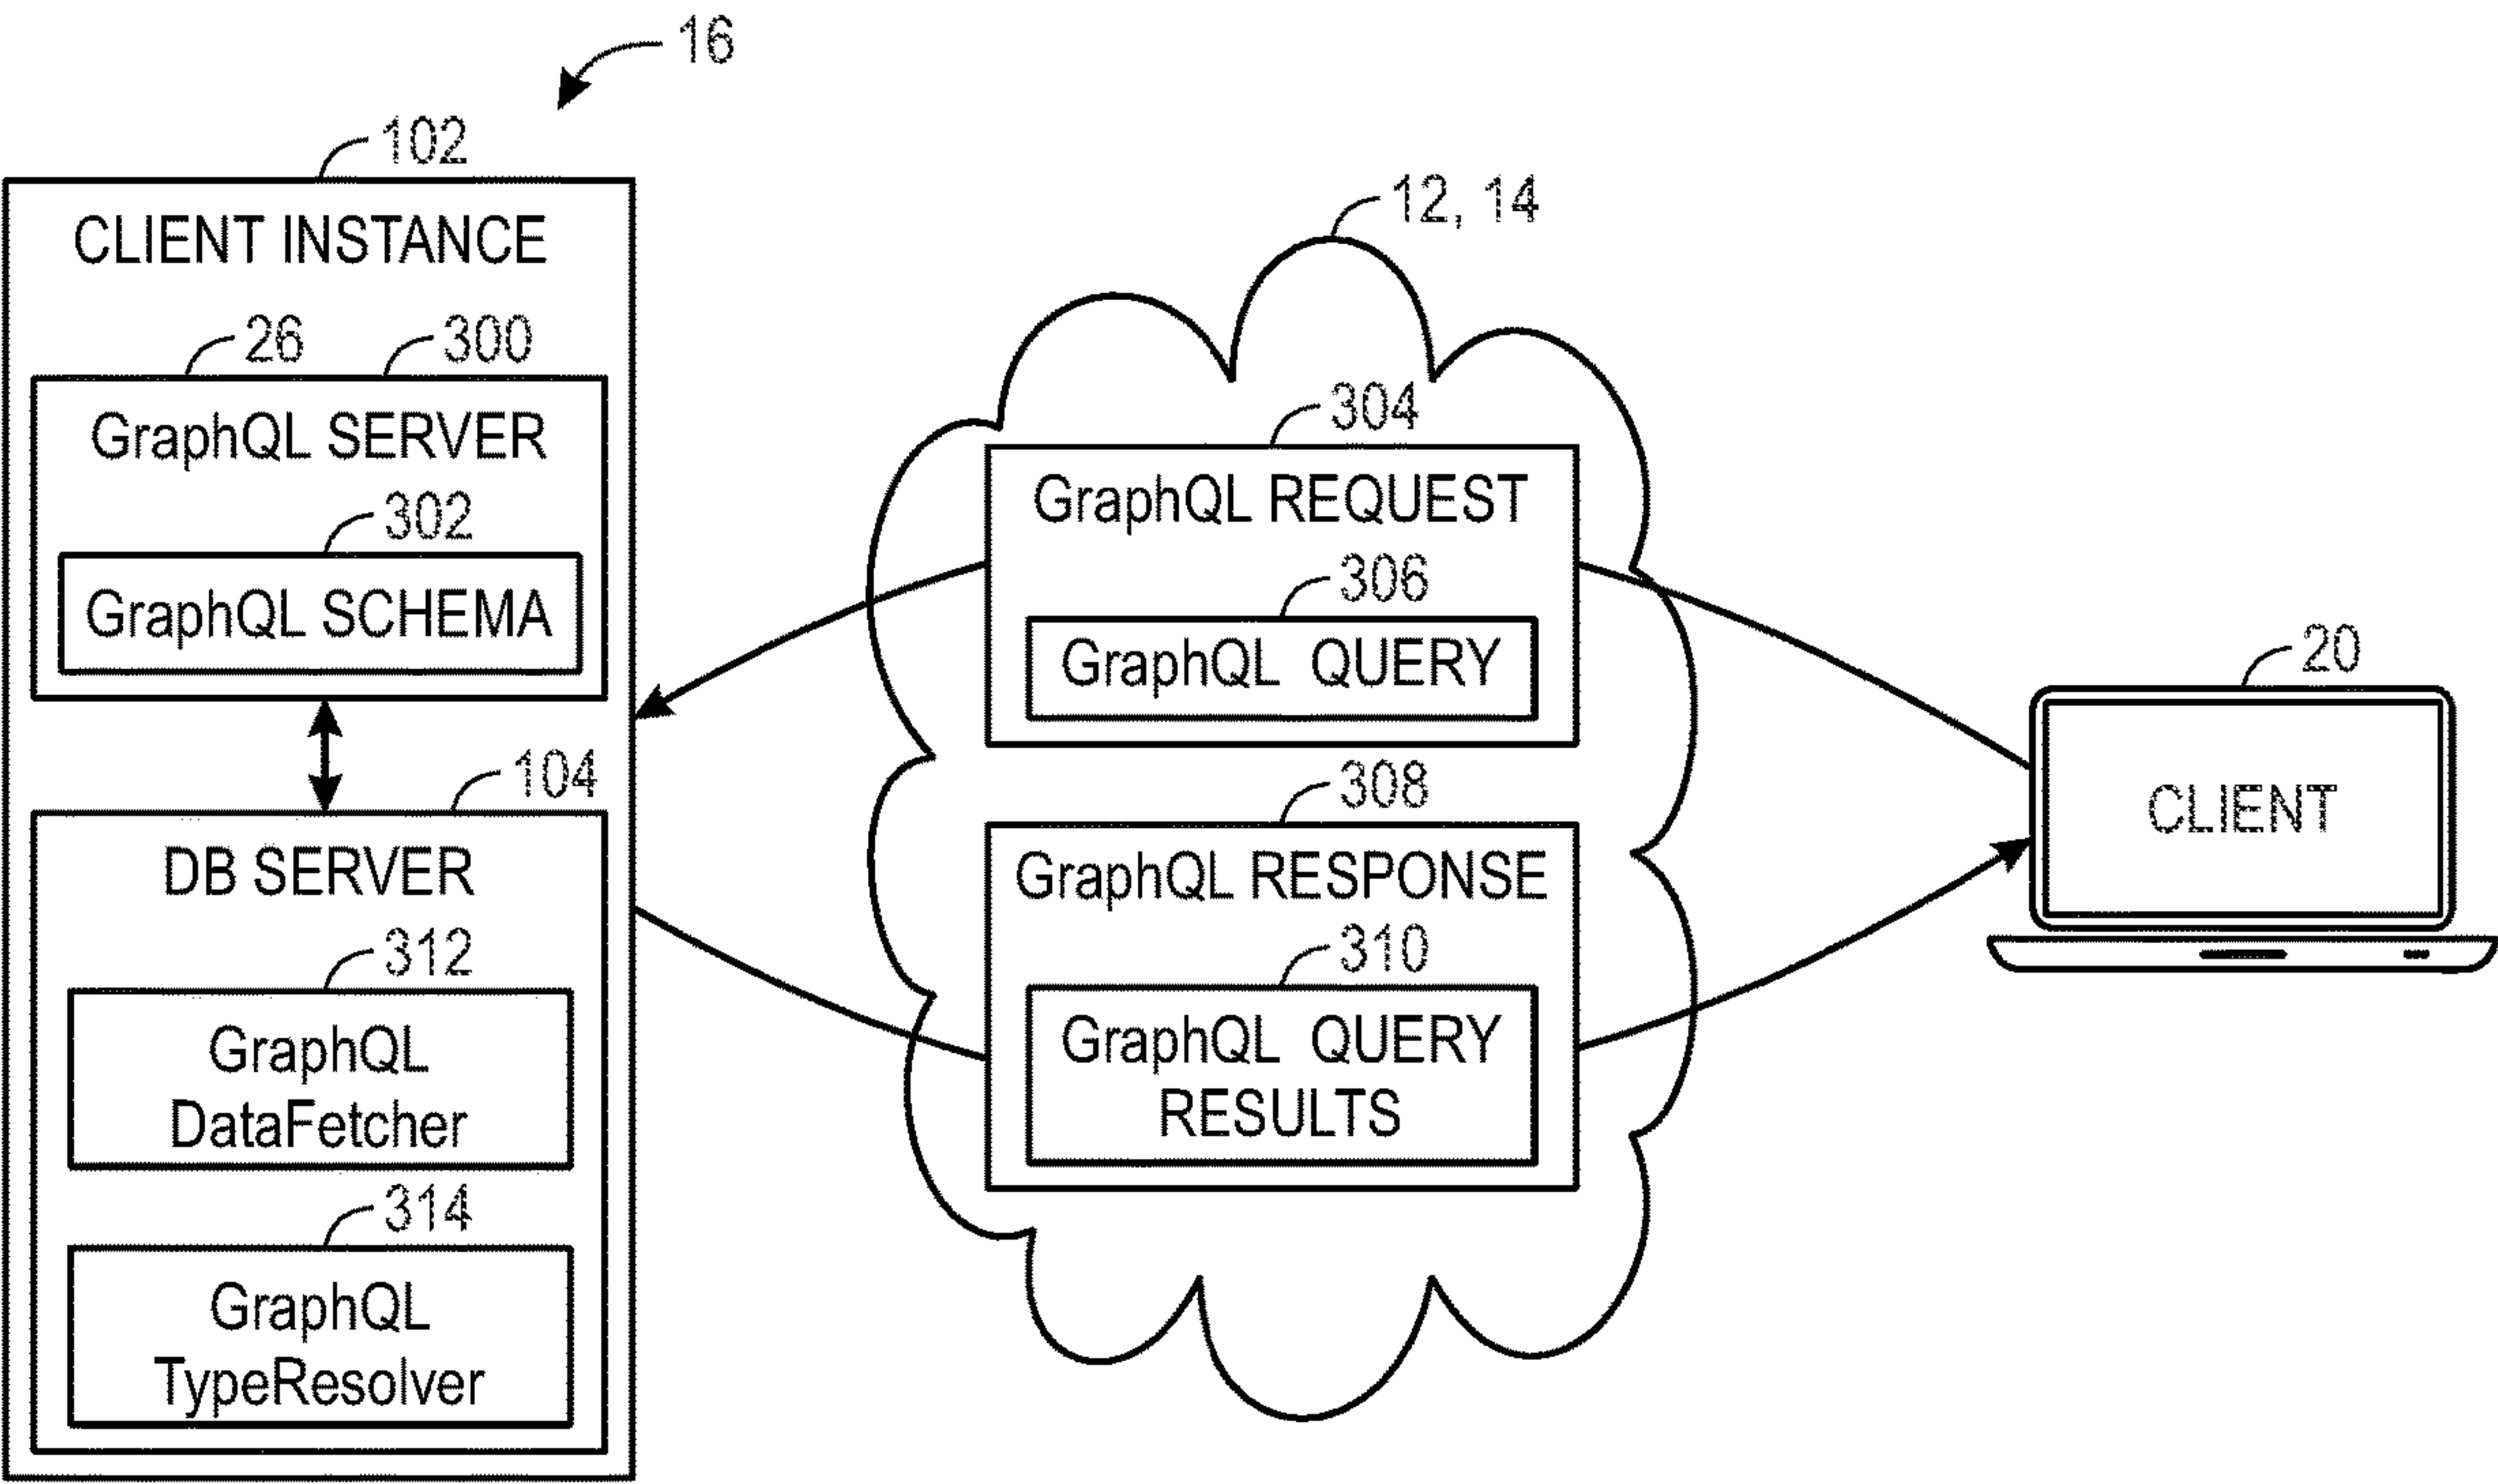 16
102
CLIENT INSTANCE
26
300
GraphQL SERVER
302
GraphQL SCHEMA
104
DB SERVER
312
GraphQL
DataFetcher
314
GraphQL
TypeResolver
12, 14
304
GraphQL REQUEST
306
GraphQL QUERY
308
GraphQL RESPONSE
310
GraphQL QUERY
RESULTS
20
CLIENT